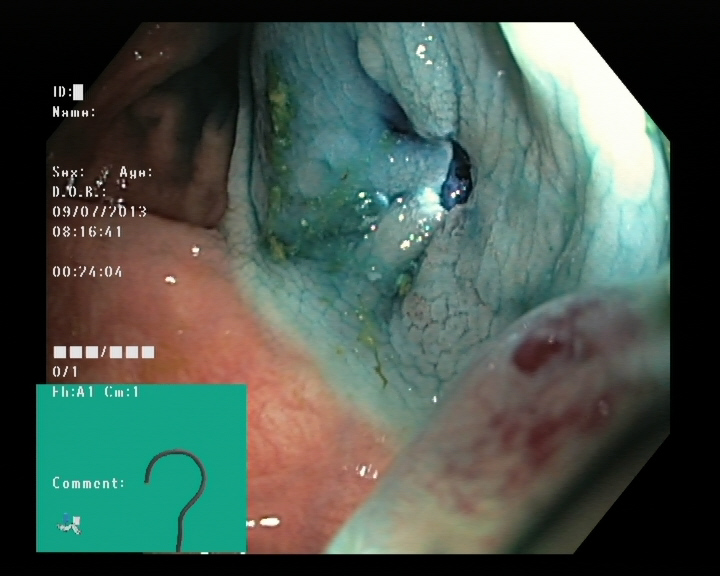 ID:
Name:
Sex: Age:
D.O.B.:
09/07/2013
08:16:41
00:24:04
■■■/■■■
0/1
Eh:A1 Cm:1
Comment: